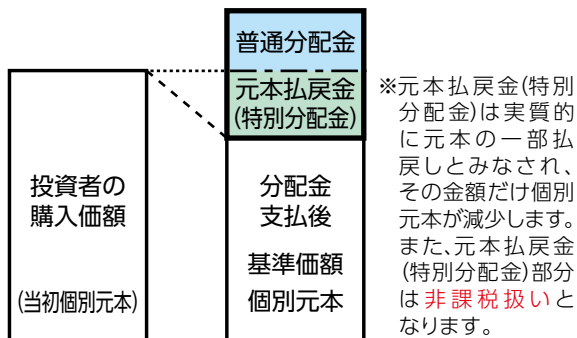 普通分配金
元本払戻金
(特別分配金)
投資者の
購入価額
(当初個別元本)
分配金
支払後
基準価額
個別元本
※元本払戻金(特別
分配金)は実質的
に元本の一部払
戻しとみなされ、
その金額だけ個別
元本が減少します。
また、元本払戻金
(特別分配金)部分
は非課税扱いと
なります。